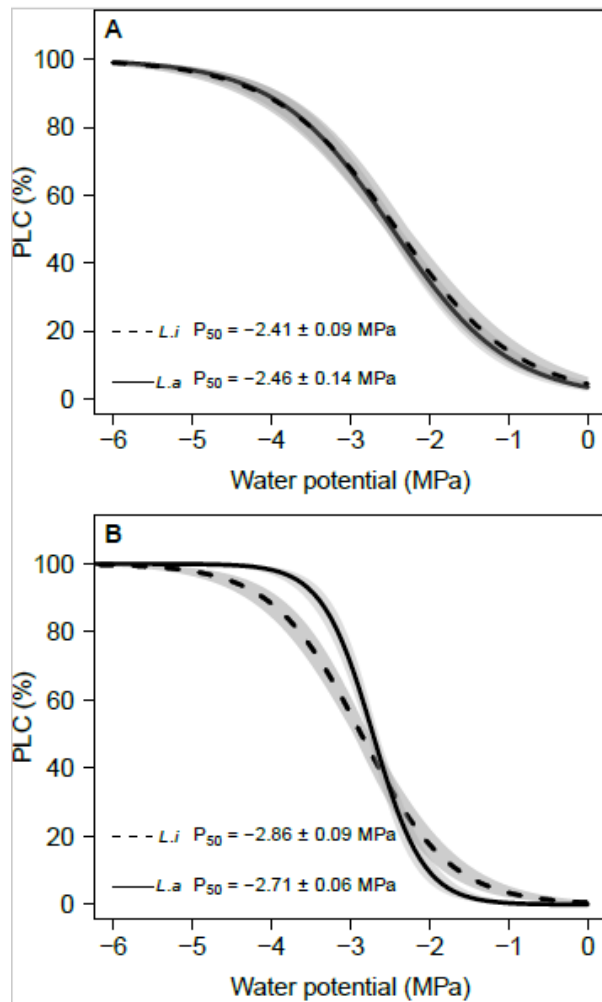 A
100
80
60
40
20
0
PLC (%)
L.i P50 = −2.41 ± 0.09 MPa
L.a P50 = −2.46 ± 0.14 MPa
−6 −5 −4 −3 −2 −1 0
Water potential (MPa)
B
100
80
60
40
20
0
PLC (%)
L.i P50 = −2.86 ± 0.09 MPa
L.a P50 = −2.71 ± 0.06 MPa
−6 −5 −4 −3 −2 −1 0
Water potential (MPa)